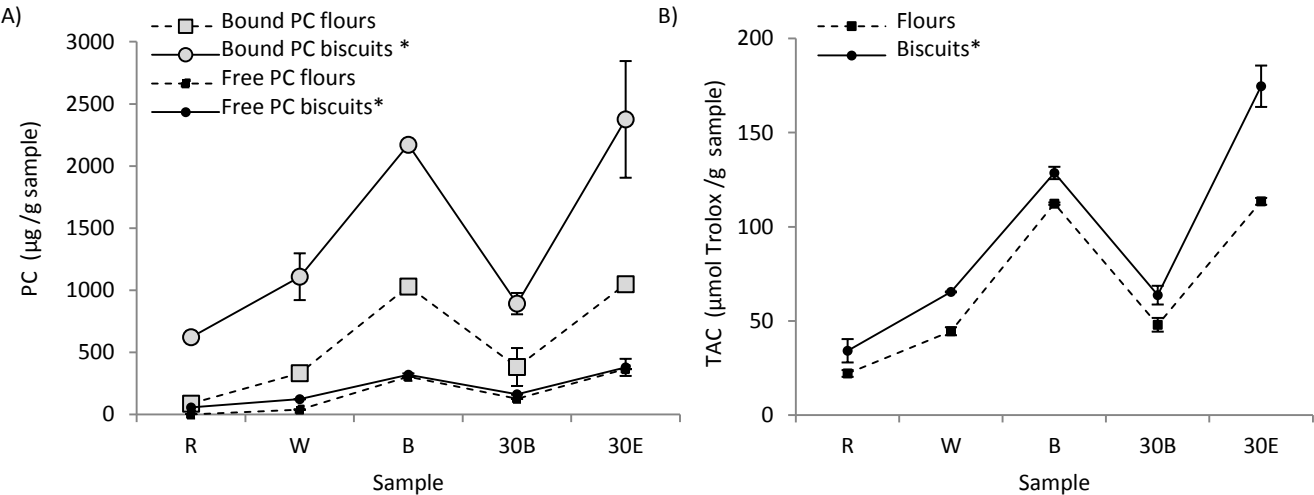 A)
Bound PC flours
Bound PC biscuits *
Free PC flours
Free PC biscuits*
3000
2500
2000
1500
1000
500
0
PC (µg /g sample)
R W B 30B 30E
Sample
B)
Flours
Biscuits*
200
150
100
50
0
TAC (µmol Trolox /g sample)
R W B 30B 30E
Sample